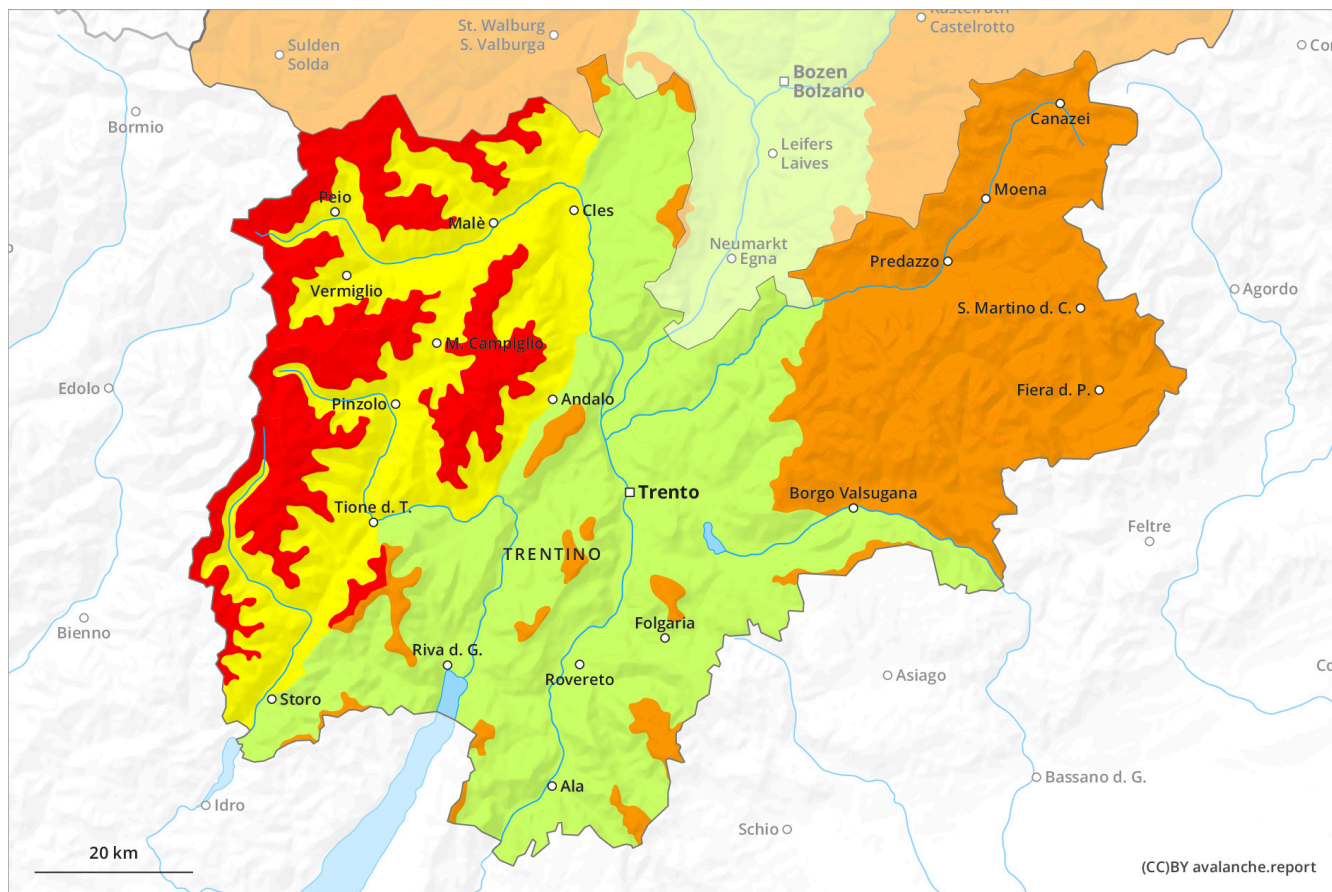 St. Walburg
S. Valburga
Kastelruth
Castelrotto
Sulden
Solda
Bozen
Bolzano
Bormio
Canazei
Leifers
Laives
Peio
Moena
Malè
Cles
Neumarkt
Egna
Predazzo
Vermiglio
Agordo
S. Martino d. C.
M. Campiglio
Edolo
Fiera d. P.
Pinzolo
Andalo
Trento
Borgo Valsugana
Tione d. T.
Feltre
TRENTINO
Bienno
Folgaria
Riva d. G.
Rovereto
Asiago
Storo
Bassano d. G.
Ala
Idro
Schio
20 km
(CC)BY avalanche.report